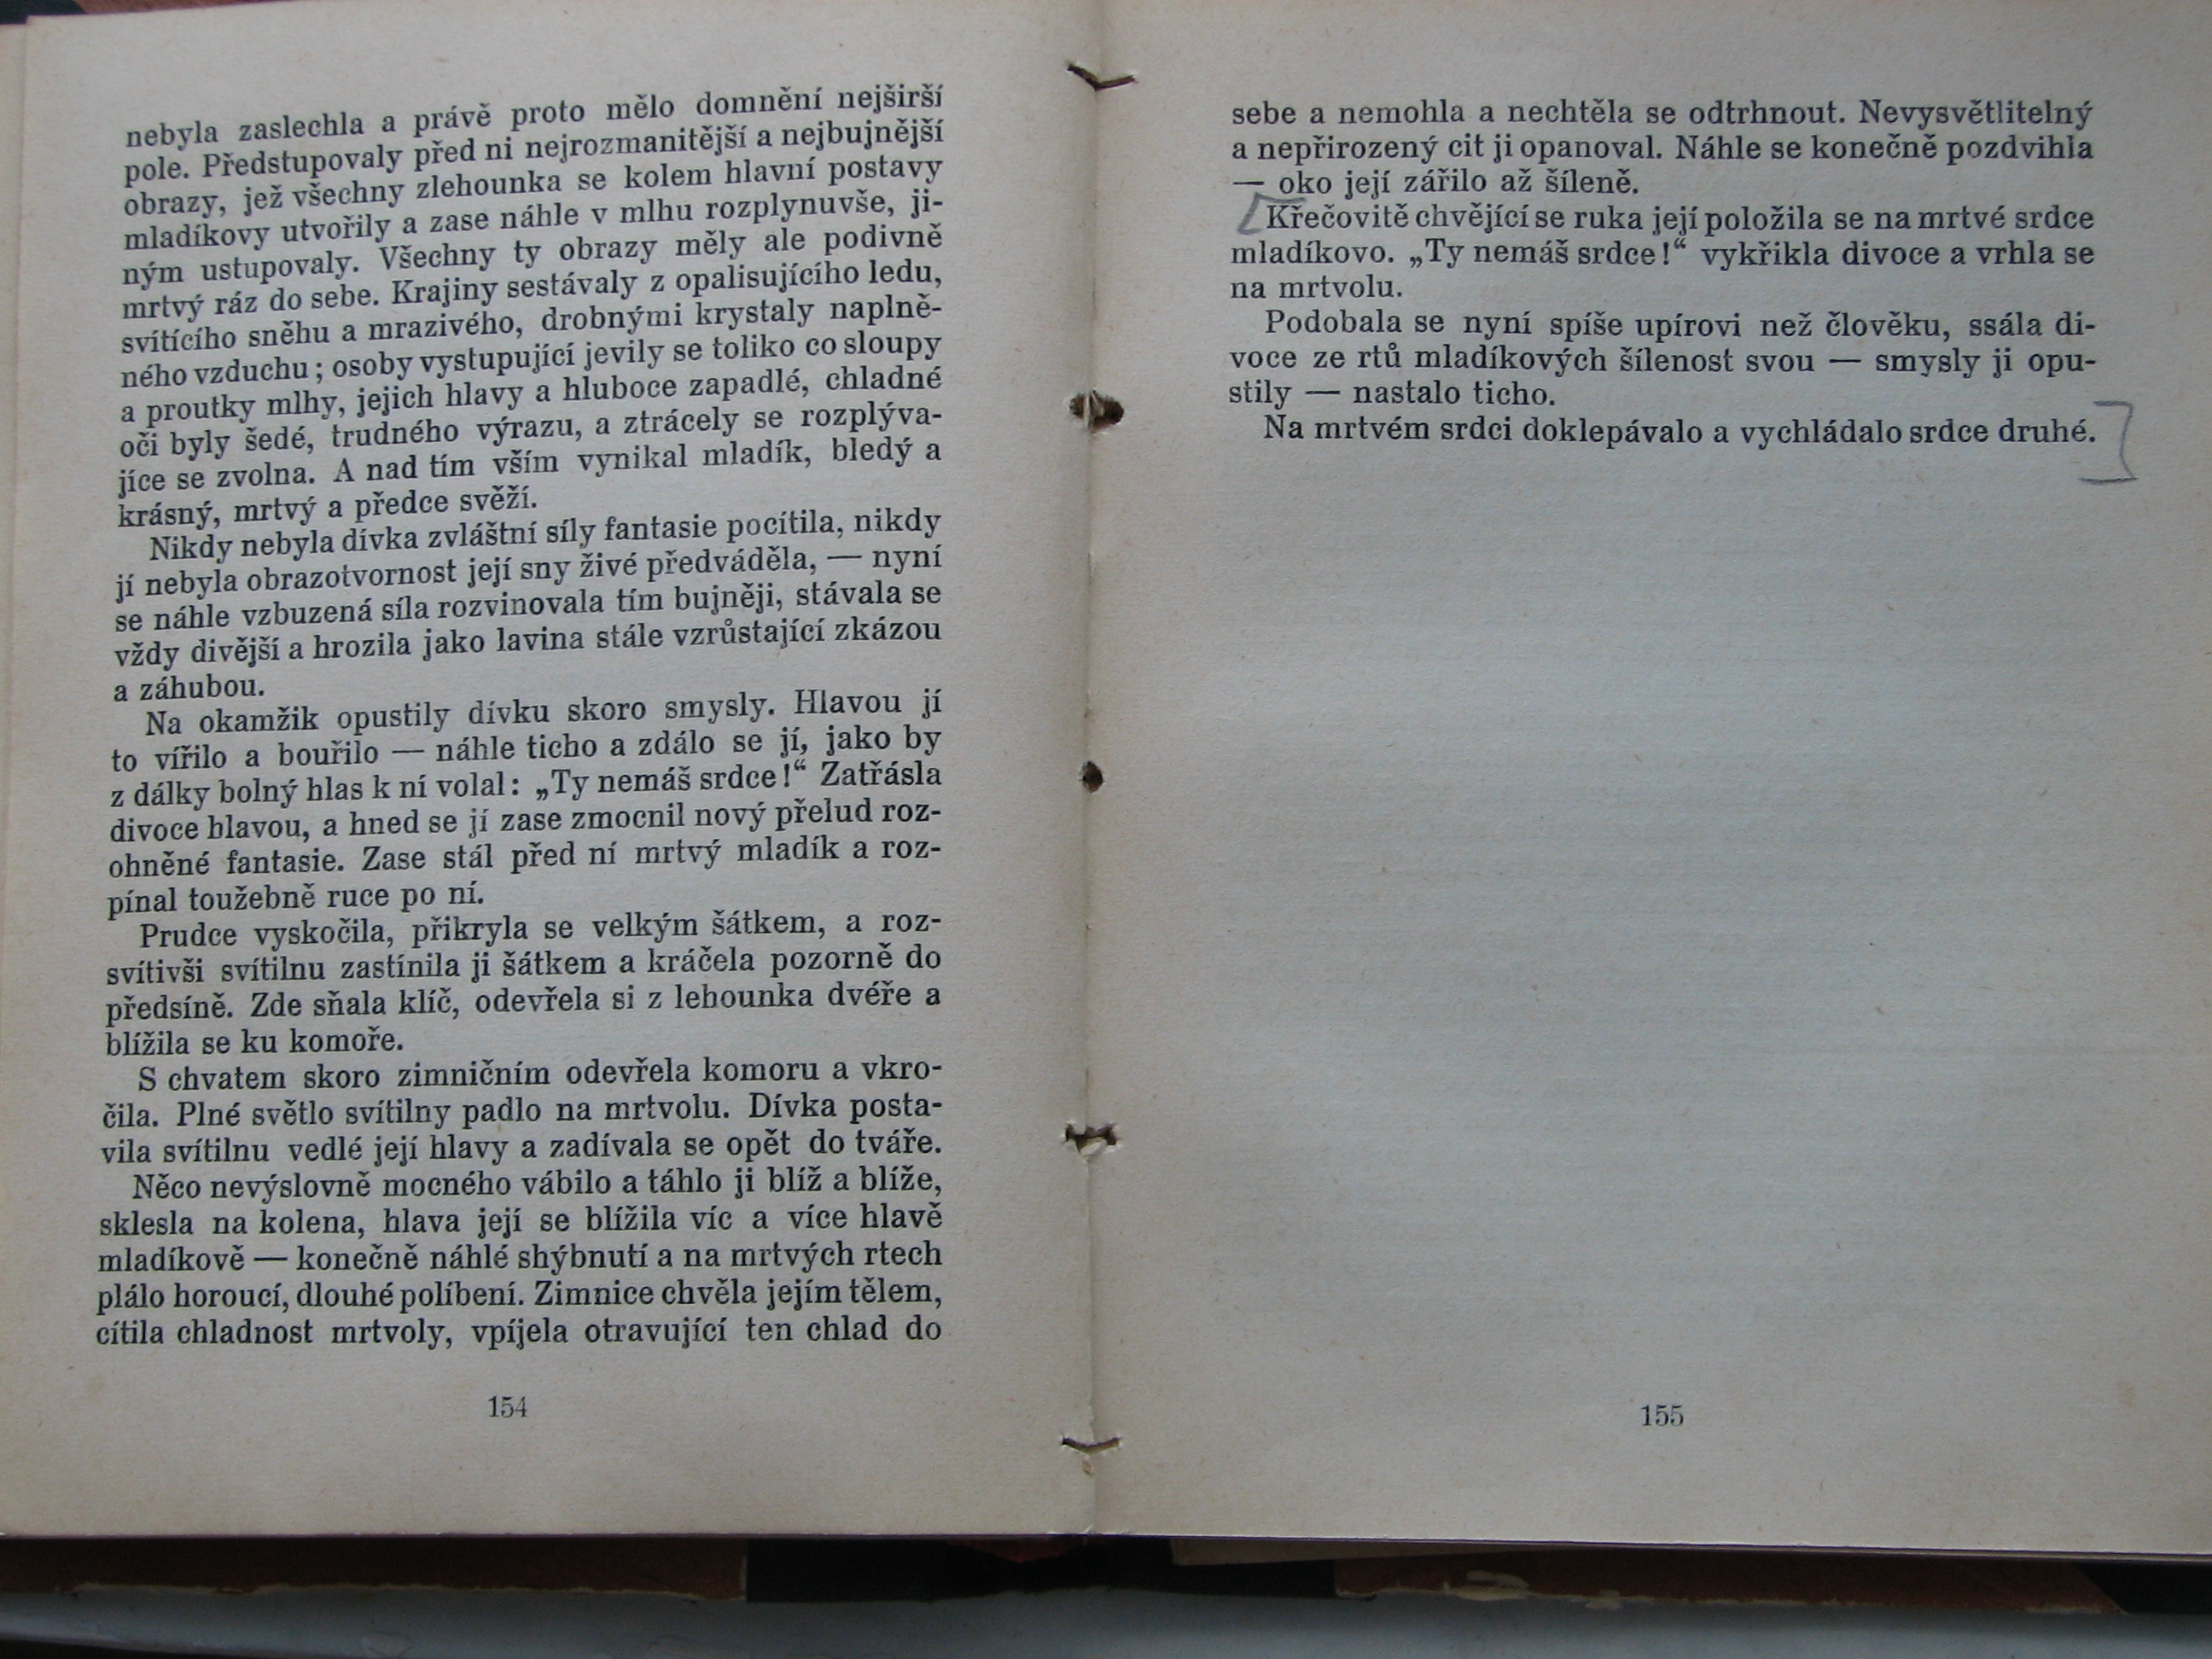 nebyla zaslechla a právě proto mělo domnění nejširší
pole. Předstupovaly před ni nejrozmanitější a nejbujnější
obrazy, jež všechny zlehounka se kolem hlavní postavy
mladíkovy utvořily a zase náhle v mlhu rozplynuvše, ji-
ným ustupovaly. Všechny ty obrazy měly ale podivně
mrtvý ráz do sebe. Krajiny sestávaly z opalisujícího ledu,
svítícího sněhu a mrazivého, drobnými krystaly naplně-
ného vzduchu; osoby vystupující jevily se toliko co sloupy
a proutky mlhy, jejich hlavy a hluboce zapadlé, chladné
oči byly šedé, trudného výrazu, a ztrácely se rozplýva-
jíce se zvolna. A nad tím vším vynikal mladík, bledý a
krásný, mrtvý a předce svěží.
Nikdy nebyla dívka zvláštní síly fantasie pocítila, nikdy
jí nebyla obrazotvornost její sny živé předváděla, — nyní
se náhle vzbuzená síla rozvinovala tím bujněji, stávala se
vždy divější a hrozila jako lavina stále vzrůstající zkázou
a záhubou.
Na okamžik opustily dívku skoro smysly. Hlavou jí
to vířilo a bouřilo — náhle ticho a zdálo se jí, jako by
z dálky bolný hlas k ní volal: „Ty nemáš srdce!“ Zatřásla
divoce hlavou, a hned se jí zase zmocnil nový přelud roz-
ohněné fantasie. Zase stál před ní mrtvý mladík a roz-
pínal toužebně ruce po ní.
Prudce vyskočila, přikryla se velkým šátkem, a roz-
svítivši svítilnu zastínila ji šátkem a kráčela pozorně do
předsíně. Zde sňala klíč, odevřela si z lehounka dvéře a
blížila se ku komoře.
S chvatem skoro zimničním odevřela komoru a vkro-
čila. Plné světlo svítilny padlo na mrtvolu. Dívka posta-
vila svítilnu vedlé její hlavy a zadívala se opět do tváře.
Něco nevýslovně mocného vábilo a táhlo ji blíž a blíže,
sklesla na kolena, hlava její se blížila víc a více hlavě
mladíkově — konečně náhlé shýbnutí a na mrtvých rtech
plálo horoucí, dlouhé políbení. Zimnice chvěla jejím tělem,
cítila chladnost mrtvoly, vpíjela otravující ten chlad do
154
sebe a nemohla a nechtěla se odtrhnout. Nevysvětlitelný
a nepřirozený cit ji opanoval. Náhle se konečně pozdvihla
— oko její zářilo až šíleně.
Křečovitě chvějící se ruka její položila se na mrtvé srdce
mladíkovo. „Ty nemáš srdce!“ vykřikla divoce a vrhla se
na mrtvolu.
Podobala se nyní spíše upírovi než člověku, ssála di-
voce ze rtů mladíkových šílenost svou — smysly ji opu-
stily — nastalo ticho.
Na mrtvém srdci doklepávalo a vychládalo srdce druhé.
155